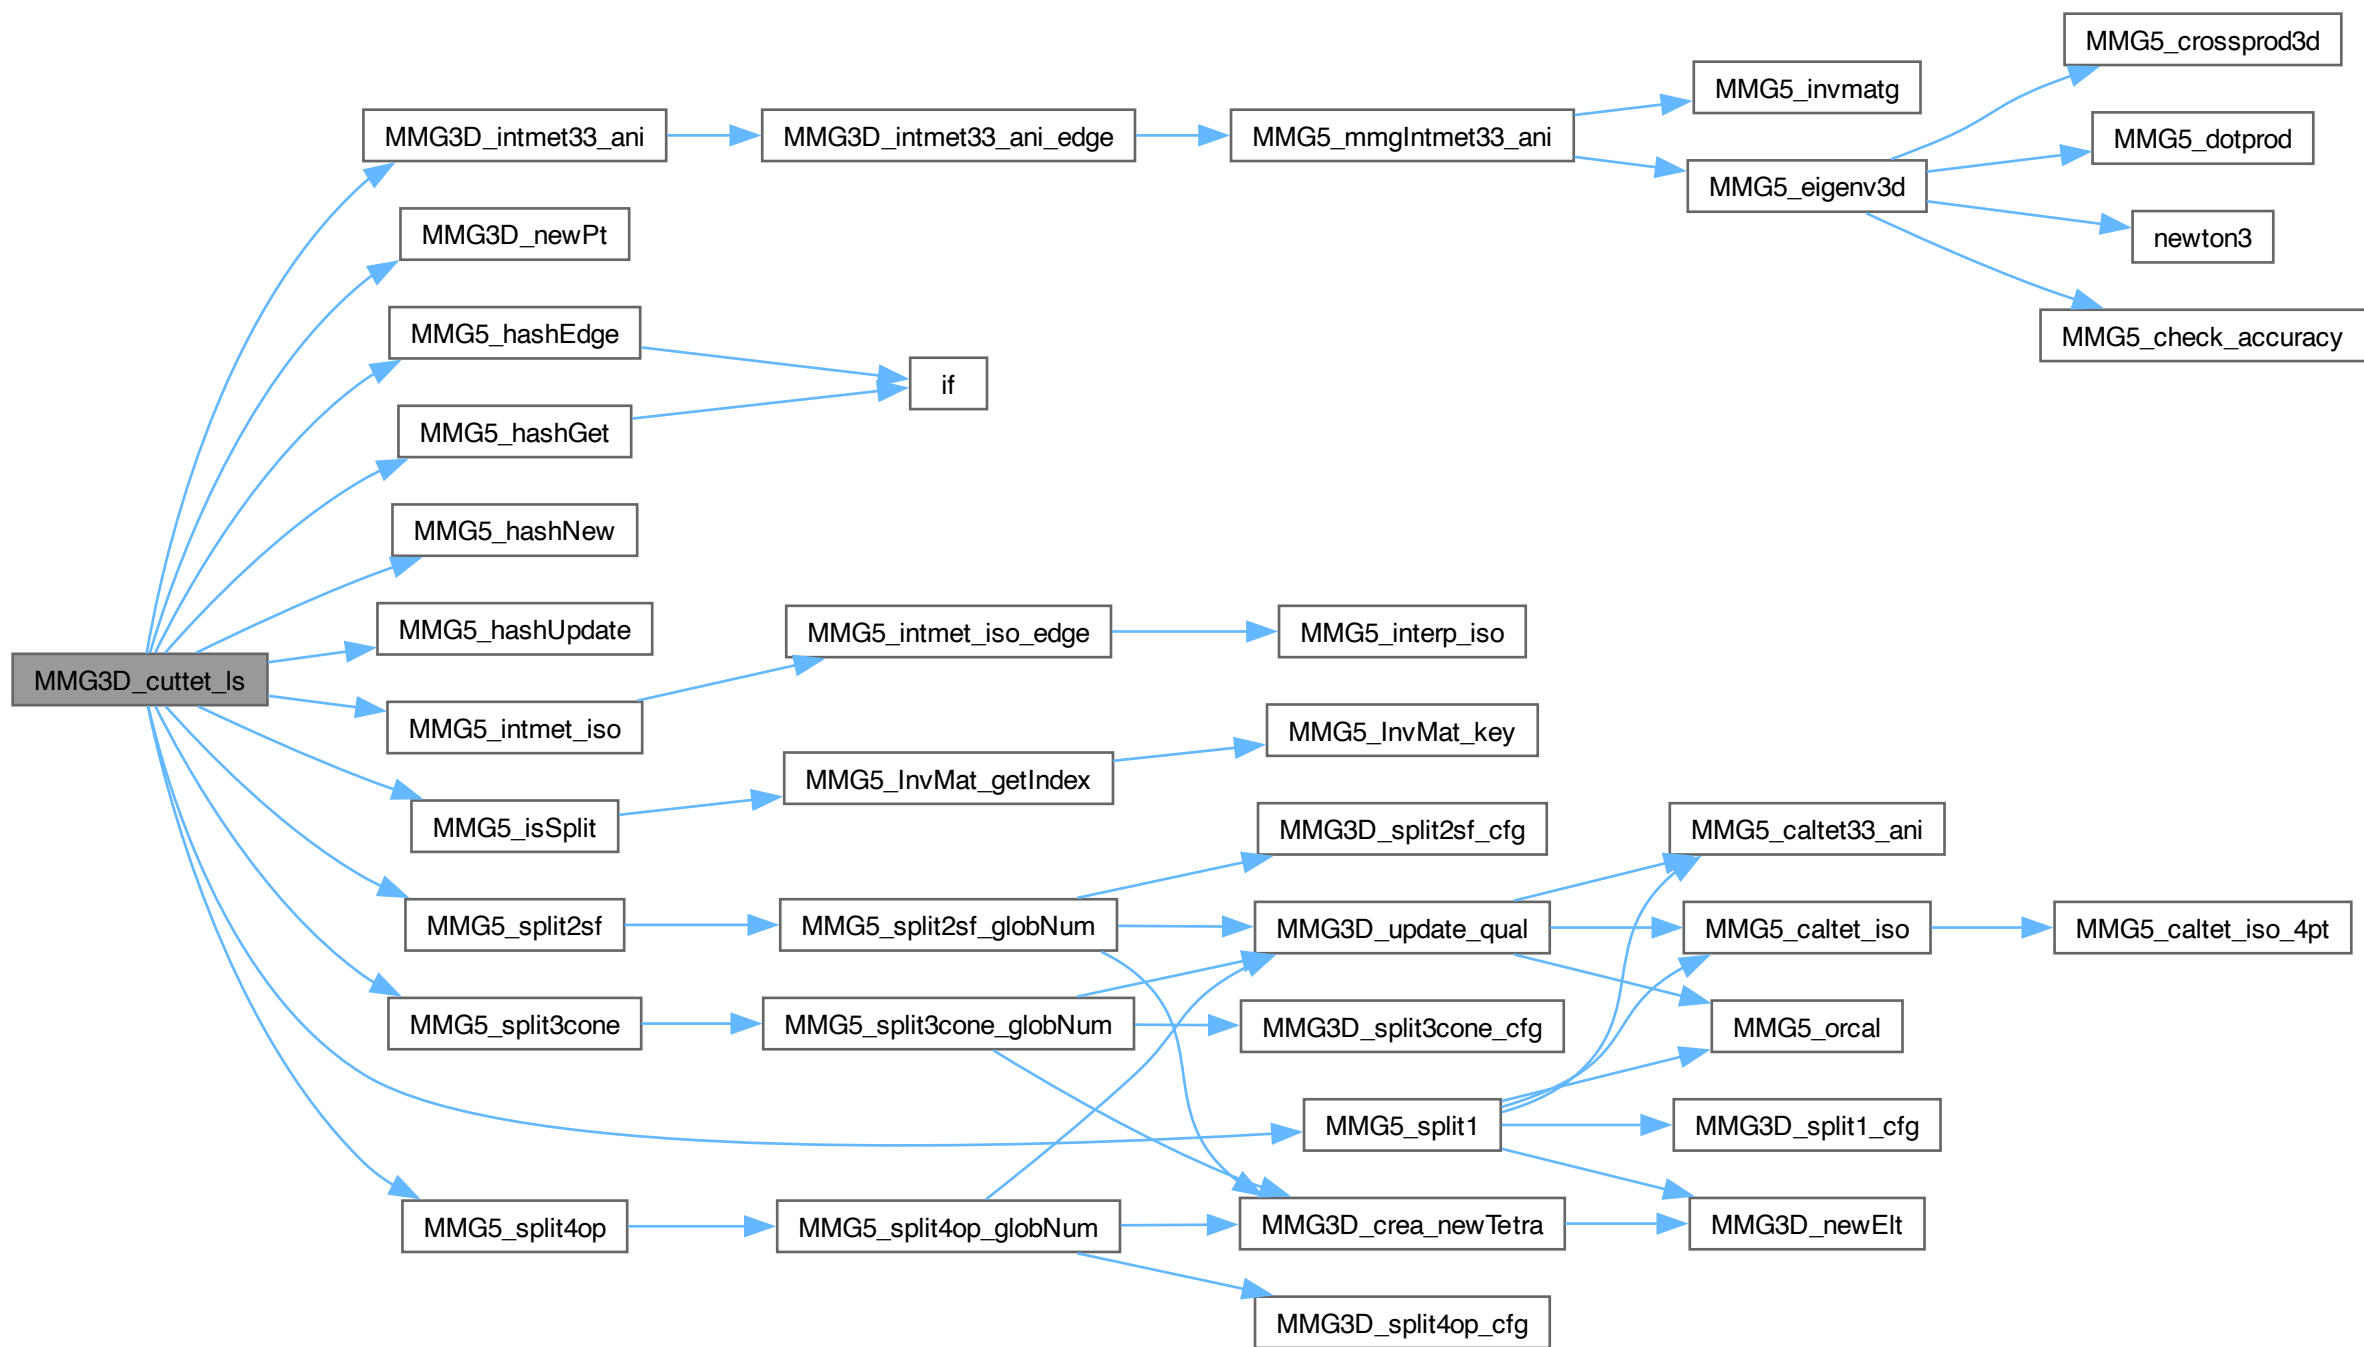 MMG3D_cuttet_ls
MMG3D_intmet33_ani
MMG3D_newPt
MMG5_hashEdge
MMG5_hashGet
MMG5_hashNew
MMG5_hashUpdate
MMG5_intmet_iso
MMG5_isSplit
MMG5_split2sf
MMG5_split3cone
MMG5_split4op
MMG3D_intmet33_ani_edge
if
MMG5_intmet_iso_edge
MMG5_InvMat_getIndex
MMG5_split2sf_globNum
MMG5_split3cone_globNum
MMG5_split4op_globNum
MMG5_mmgIntmet33_ani
MMG5_interp_iso
MMG5_InvMat_key
MMG3D_split2sf_cfg
MMG3D_update_qual
MMG3D_split3cone_cfg
MMG5_split1
MMG3D_crea_newTetra
MMG3D_split4op_cfg
MMG5_invmatg
MMG5_eigenv3d
MMG5_caltet33_ani
MMG5_caltet_iso
MMG5_orcal
MMG3D_split1_cfg
MMG3D_newElt
MMG5_crossprod3d
MMG5_dotprod
newton3
MMG5_check_accuracy
MMG5_caltet_iso_4pt